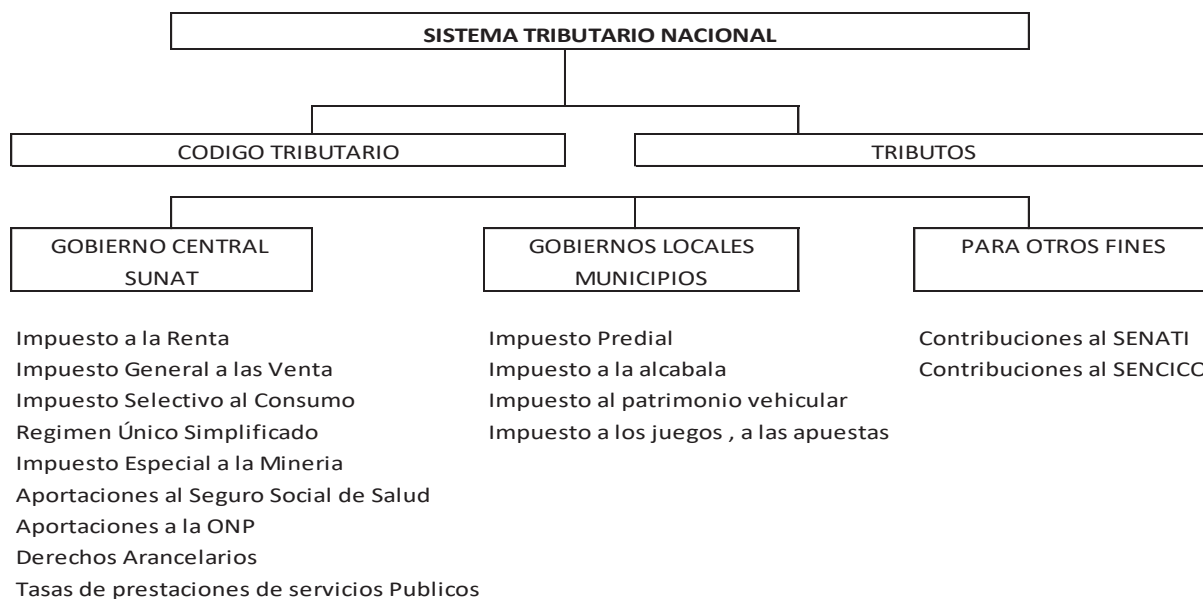 SISTEMA TRIBUTARIO NACIONAL
CODIGO TRIBUTARIO
TRIBUTOS
GOBIERNO CENTRAL
SUNAT
GOBIERNOS LOCALES
MUNICIPIOS
PARA OTROS FINES
Impuesto a la Renta
Impuesto General a las Venta
Impuesto Selectivo al Consumo
Regimen Único Simplificado
Impuesto Especial a la Mineria
Aportaciones al Seguro Social de Salud
Aportaciones a la ONP
Derechos Arancelarios
Tasas de prestaciones de servicios Publicos
Impuesto Predial
Impuesto a la alcabala
Impuesto al patrimonio vehicular
Impuesto a los juegos , a las apuestas
Contribuciones al SENATI
Contribuciones al SENCICO